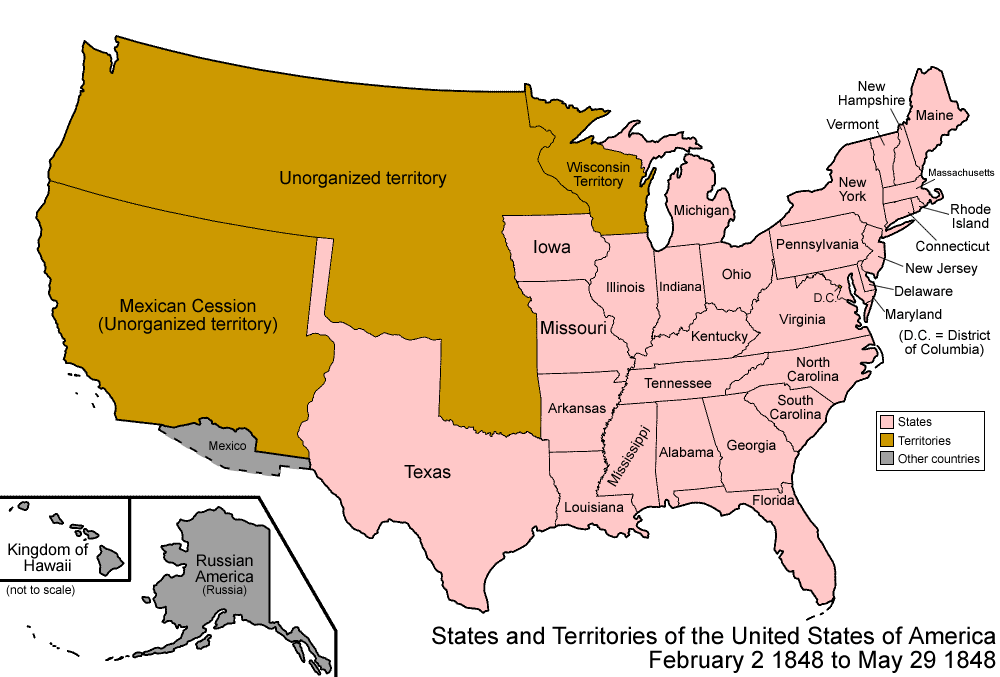 New
Hampshire
Maine
Vermont
Massachusetts
Unorganized territory
Wisconsin
Territory
New
York
Michigan
Rhode
Island
Connecticut
Iowa
Pennsylvania
New Jersey
Ohio
Illinois
Indiana
Delaware
D.C.
Mexican Cession
(Unorganized territory)
Maryland
Virginia
Missouri
Kentucky
(D.C. = District
of Columbia)
North
Carolina
Tennessee
Arkansas
South
Carolina
States
Mexico
Territories
Georgia
Alabama
Mississippi
Other countries
Texas
Florida
Louisiana
Kingdom of
Hawaii
(not to scale)
Russian
America
(Russia)
States and Territories of the United States of America
February 2 1848 to May 29 1848